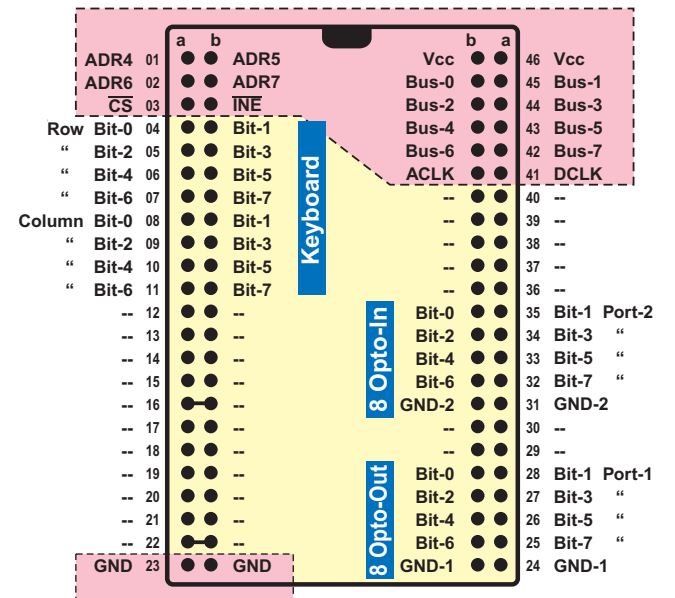 a b b a
ADR4 01 ADR5 Vcc 46 Vcc
ADR6 02 ADR7 Bus-0 45 Bus-1
CS 03 INE Bus-2 44 Bus-3
Row Bit-0 04 Bit-1 Bus-4 43 Bus-5
“ Bit-2 05 Bit-3 Bus-6 42 Bus-7
“ Bit-4 06 Bit-5 ACLK 41 DCLK
“ Bit-6 07 Bit-7 -- 40 --
Column Bit-0 08 Bit-1 -- 39 --
“ Bit-2 09 Bit-3 -- 38 --
“ Bit-4 10 Bit-5 -- 37 --
“ Bit-6 11 Bit-7 -- 36 --
-- 12 -- Bit-0 35 Bit-1 Port-2
-- 13 -- Bit-2 34 Bit-3 “
-- 14 -- Bit-4 33 Bit-5 “
-- 15 -- Bit-6 32 Bit-7 “
-- 16 -- GND-2 31 GND-2
-- 17 -- -- 30 --
-- 18 -- -- 29 --
-- 19 -- Bit-0 28 Bit-1 Port-1
-- 20 -- Bit-2 27 Bit-3 “
-- 21 -- Bit-4 26 Bit-5 “
-- 22 -- Bit-6 25 Bit-7 “
GND 23 GND GND-1 24 GND-1
Keyboard
8 Opto-In
8 Opto-Out